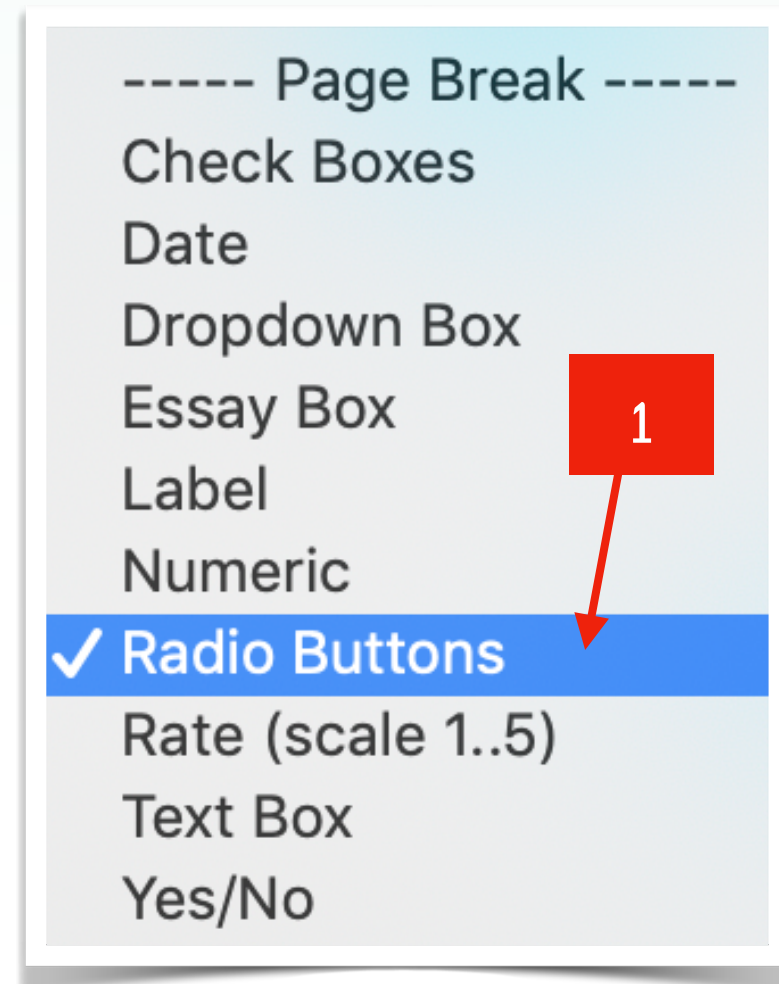 ----- Page Break -----
Check Boxes
Date
Dropdown Box
Essay Box
1
Label
Numeric
✓ Radio Buttons
Rate (scale 1..5)
Text Box
Yes/No